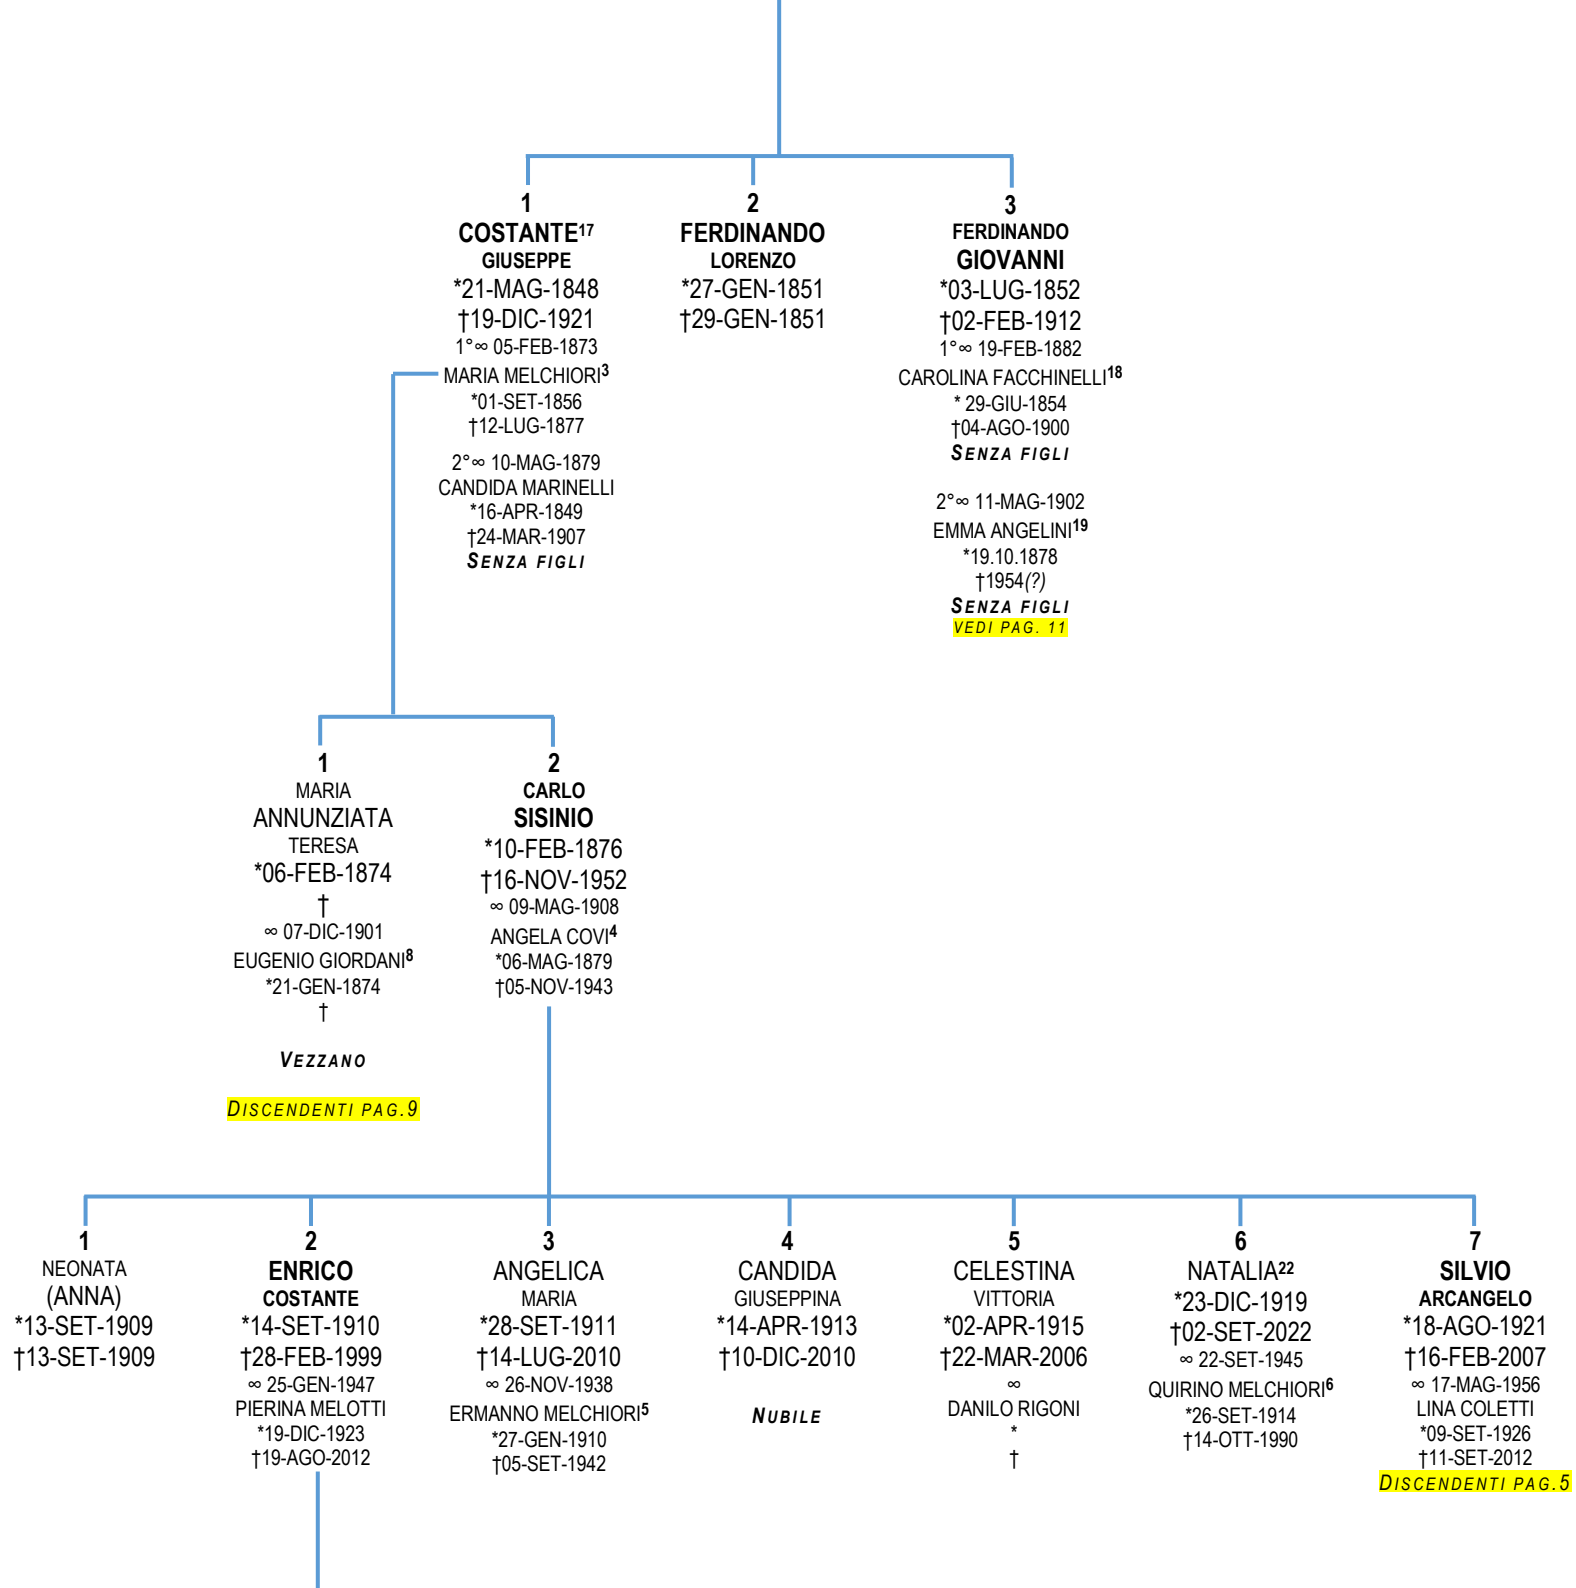 1
COSTANTE17
GIUSEPPE
*21-MAG-1848
†19-DIC-1921
1°∞ 05-FEB-1873
MARIA MELCHIORI3
*01-SET-1856
†12-LUG-1877
2°∞ 10-MAG-1879
CANDIDA MARINELLI
*16-APR-1849
†24-MAR-1907
SENZA FIGLI
2
FERDINANDO
LORENZO
*27-GEN-1851
†29-GEN-1851
3
FERDINANDO
GIOVANNI
*03-LUG-1852
†02-FEB-1912
1°∞ 19-FEB-1882
CAROLINA FACCHINELLI18
* 29-GIU-1854
†04-AGO-1900
SENZA FIGLI
2°∞ 11-MAG-1902
EMMA ANGELINI19
*19.10.1878
†1954(?)
SENZA FIGLI
VEDI PAG. 11
1
MARIA
ANNUNZIATA
TERESA
*06-FEB-1874
†
∞ 07-DIC-1901
EUGENIO GIORDANI8
*21-GEN-1874
†
VEZZANO
DISCENDENTI PAG.9
2
CARLO
SISINIO
*10-FEB-1876
†16-NOV-1952
∞ 09-MAG-1908
ANGELA COVI4
*06-MAG-1879
†05-NOV-1943
1
NEONATA
(ANNA)
*13-SET-1909
†13-SET-1909
2
ENRICO
COSTANTE
*14-SET-1910
†28-FEB-1999
∞ 25-GEN-1947
PIERINA MELOTTI
*19-DIC-1923
†19-AGO-2012
3
ANGELICA
MARIA
*28-SET-1911
†14-LUG-2010
∞ 26-NOV-1938
ERMANNO MELCHIORI5
*27-GEN-1910
†05-SET-1942
4
CANDIDA
GIUSEPPINA
*14-APR-1913
†10-DIC-2010
NUBILE
5
CELESTINA
VITTORIA
*02-APR-1915
†22-MAR-2006
∞
DANILO RIGONI
*
†
6
NATALIA22
*23-DIC-1919
†02-SET-2022
∞ 22-SET-1945
QUIRINO MELCHIORI6
*26-SET-1914
†14-OTT-1990
7
SILVIO
ARCANGELO
*18-AGO-1921
†16-FEB-2007
∞ 17-MAG-1956
LINA COLETTI
*09-SET-1926
†11-SET-2012
DISCENDENTI PAG.5